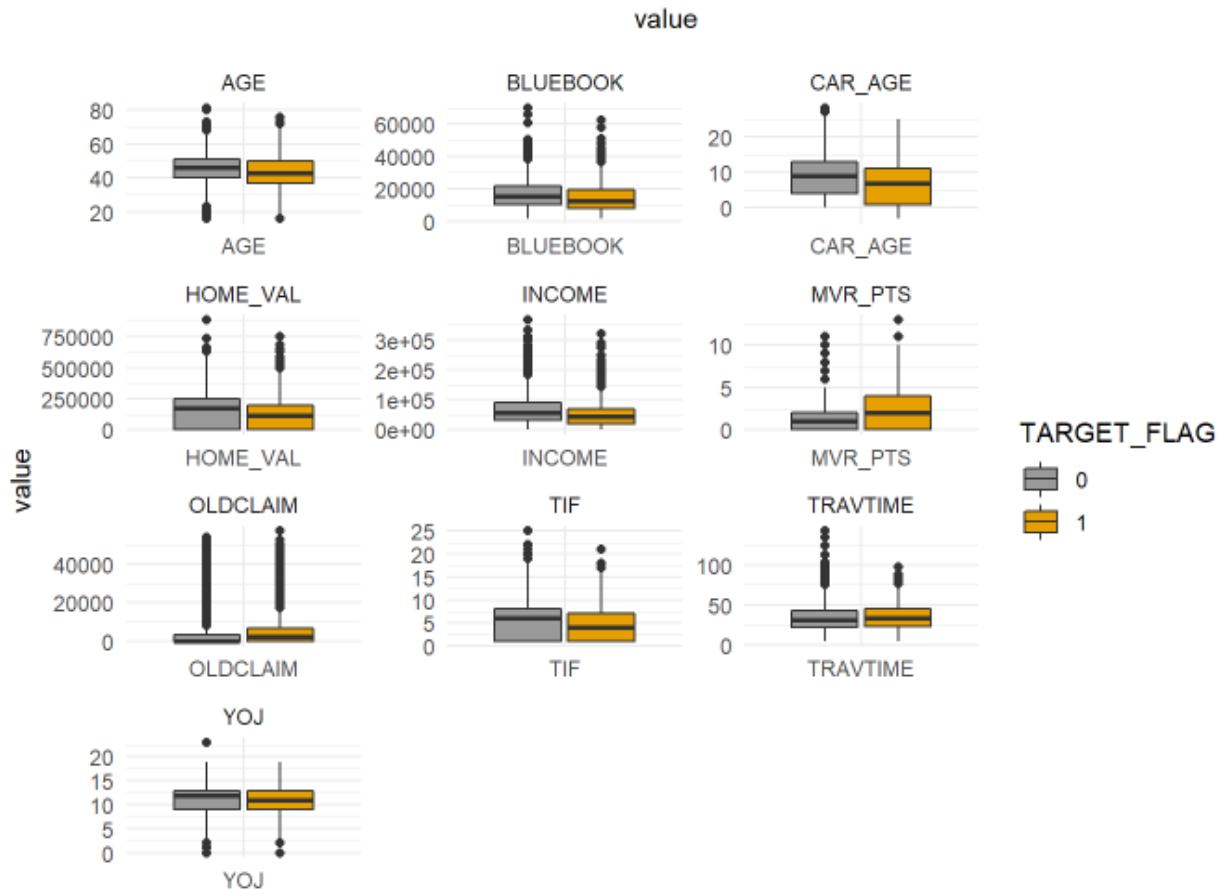 value
AGE
80
60
40
20
AGE
BLUEBOOK
60000
40000
20000
0
BLUEBOOK
CAR_AGE
20
10
0
CAR_AGE
HOME_VAL
750000
500000
250000
0
HOME_VAL
INCOME
3e+05
2e+05
1e+05
0e+00
INCOME
MVR_PTS
10
5
0
MVR_PTS
value
OLDCLAIM
40000
20000
0
OLDCLAIM
TIF
25
20
15
10
5
0
TIF
TRAVTIME
100
50
0
TRAVTIME
YOJ
20
15
10
5
0
YOJ
TARGET_FLAG
0
1